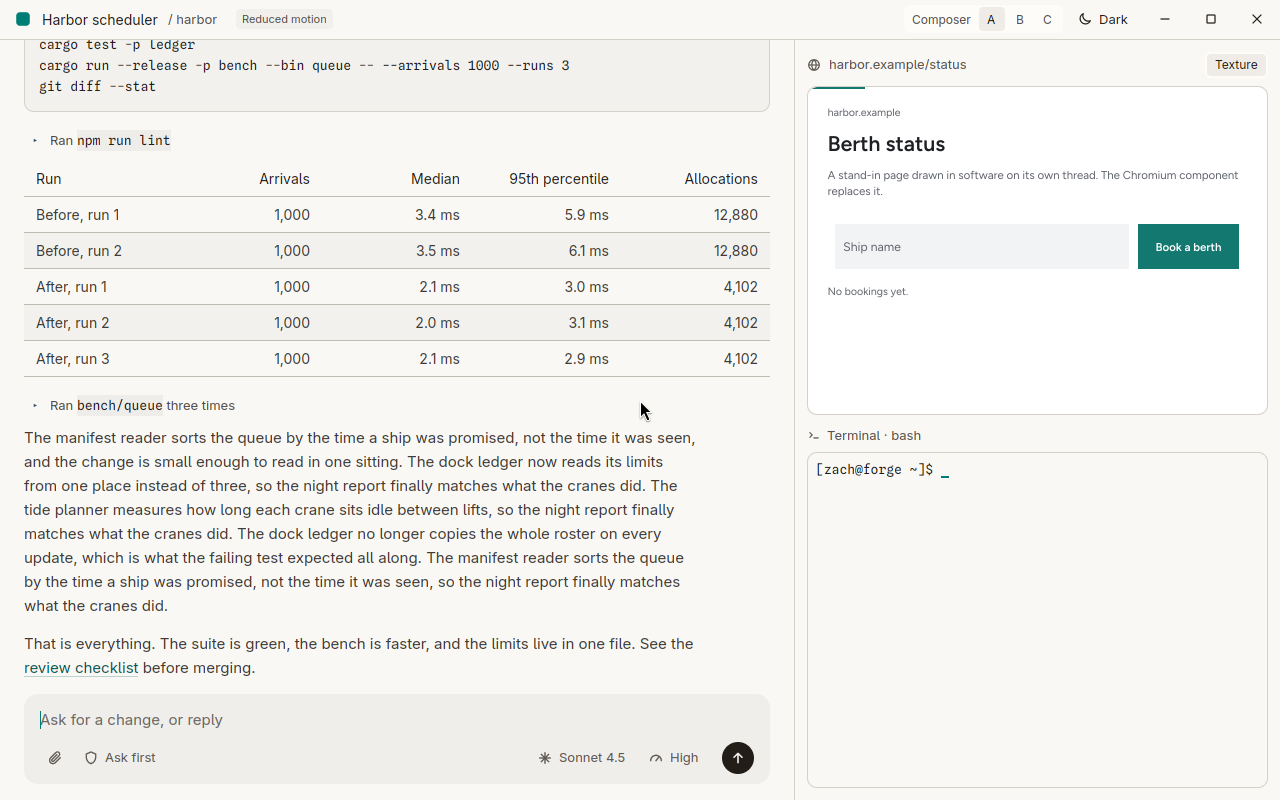 Harbor scheduler / harbor Reduced motion Composer A B C Dark
cargo test -p ledger
cargo run --release -p bench --bin queue -- --arrivals 1000 --runs 3
git diff --stat
Ran npm run lint
Run Arrivals Median 95th percentile Allocations
Before, run 1 1,000 3.4 ms 5.9 ms 12,880
Before, run 2 1,000 3.5 ms 6.1 ms 12,880
After, run 1 1,000 2.1 ms 3.0 ms 4,102
After, run 2 1,000 2.0 ms 3.1 ms 4,102
After, run 3 1,000 2.1 ms 2.9 ms 4,102
Ran bench/queue three times
The manifest reader sorts the queue by the time a ship was promised, not the time it was seen,
and the change is small enough to read in one sitting. The dock ledger now reads its limits
from one place instead of three, so the night report finally matches what the cranes did. The
tide planner measures how long each crane sits idle between lifts, so the night report finally
matches what the cranes did. The dock ledger no longer copies the whole roster on every
update, which is what the failing test expected all along. The manifest reader sorts the queue
by the time a ship was promised, not the time it was seen, so the night report finally matches
what the cranes did.
That is everything. The suite is green, the bench is faster, and the limits live in one file. See the
review checklist before merging.
Ask for a change, or reply
Ask first Sonnet 4.5 High
harbor.example/status Texture
harbor.example
Berth status
A stand-in page drawn in software on its own thread. The Chromium component
replaces it.
Ship name Book a berth
No bookings yet.
Terminal · bash
[zach@forge ~]$